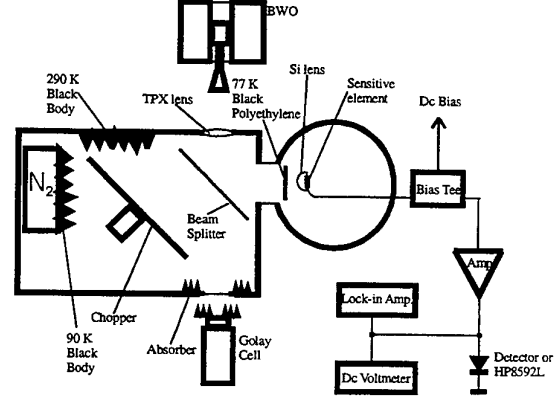 BWO
290 K
Black
Body
TPX lens
77 K
Black
Polyethylene
Si lens
Sensitive
element
Dc Bias
N2
Bias Tee
Beam
Splitter
Amp
Chopper
Lock-in Amp.
90 K
Black
Body
Absorber
Golay
Cell
Dc Voltmeter
Detector or
HP8592L